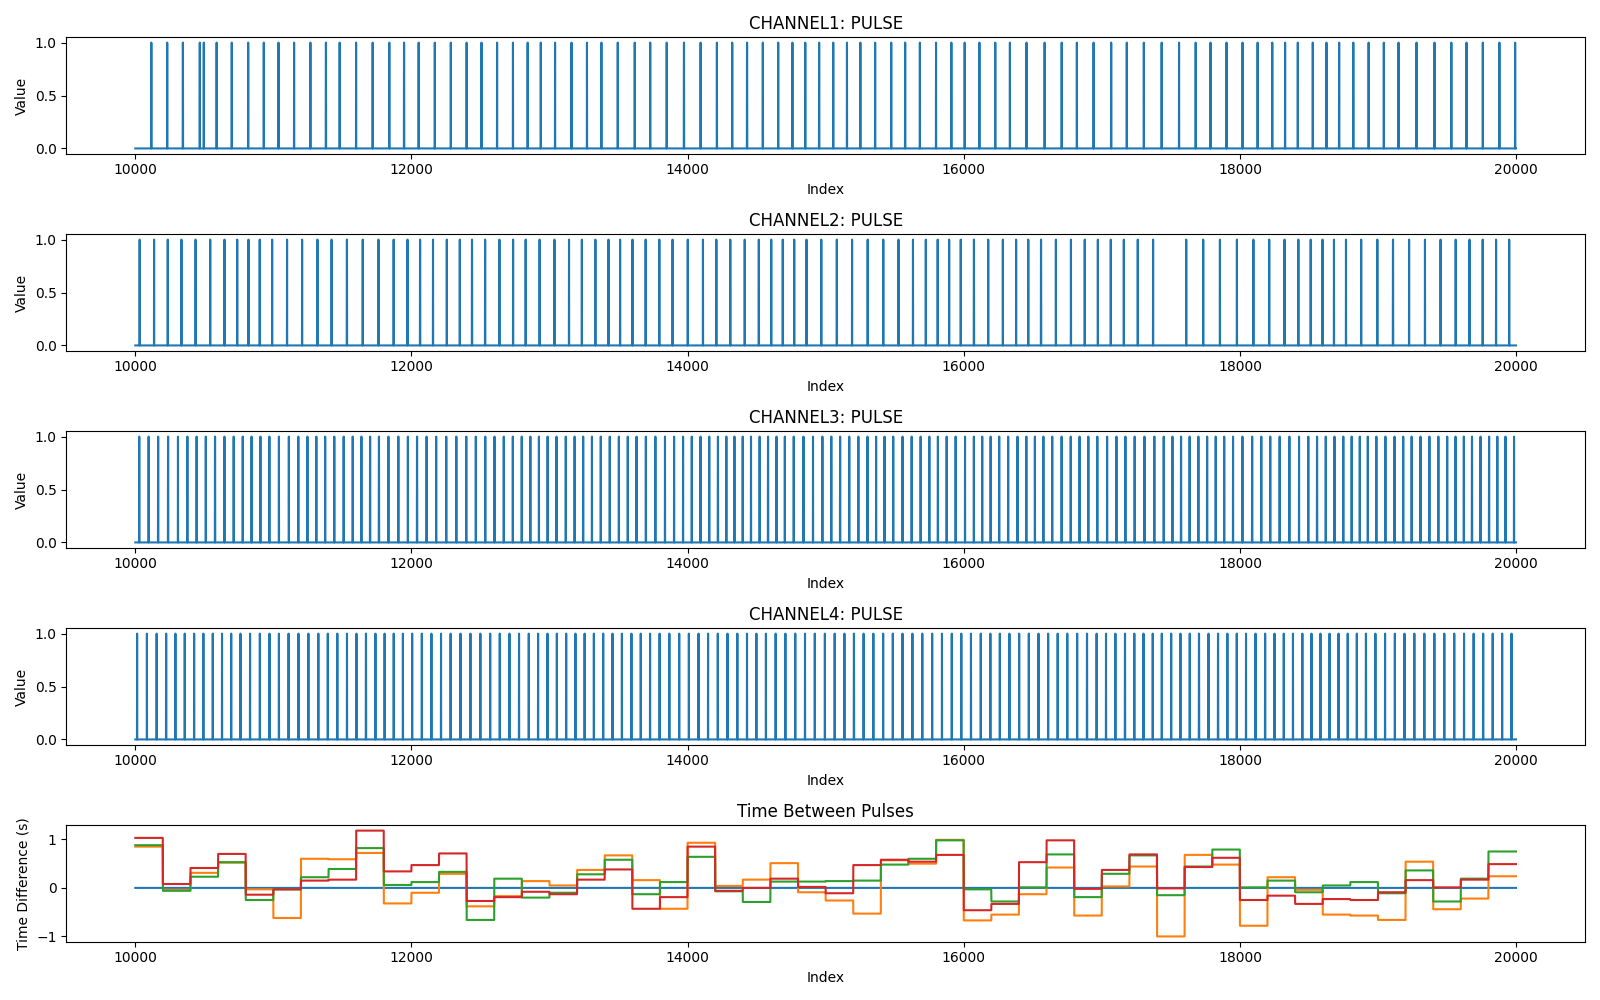 CHANNEL1: PULSE
Value
1.0
0.5
0.0
10000 12000 14000 16000 18000 20000
Index
CHANNEL2: PULSE
Value
1.0
0.5
0.0
10000 12000 14000 16000 18000 20000
Index
CHANNEL3: PULSE
Value
1.0
0.5
0.0
10000 12000 14000 16000 18000 20000
Index
CHANNEL4: PULSE
Value
1.0
0.5
0.0
10000 12000 14000 16000 18000 20000
Index
Time Between Pulses
Time Difference (s)
1
0
−1
10000 12000 14000 16000 18000 20000
Index